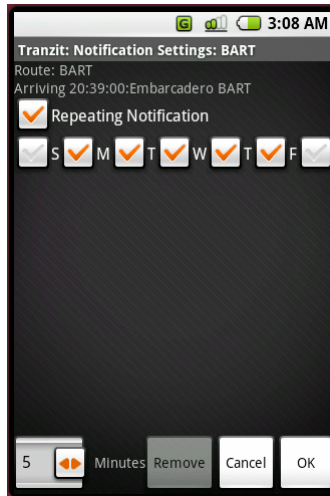 G 3:08 AM
Tranzit: Notification Settings: BART
Route: BART
Arriving 20:39:00:Embarcadero BART
Repeating Notification
S M T W T F
5 Minutes Remove Cancel OK